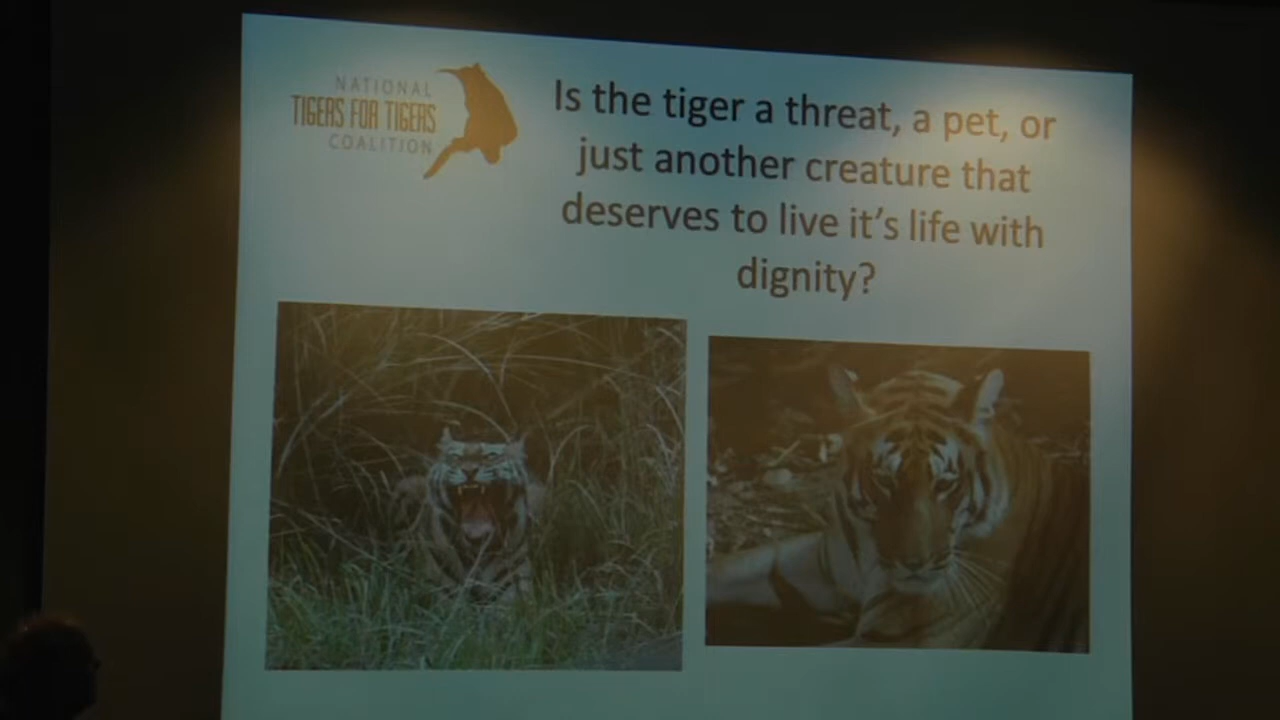 NATIONAL
TIGERS FOR TIGERS
COALITION
Is the tiger a threat, a pet, or
just another creature that
deserves to live it's life with
dignity?